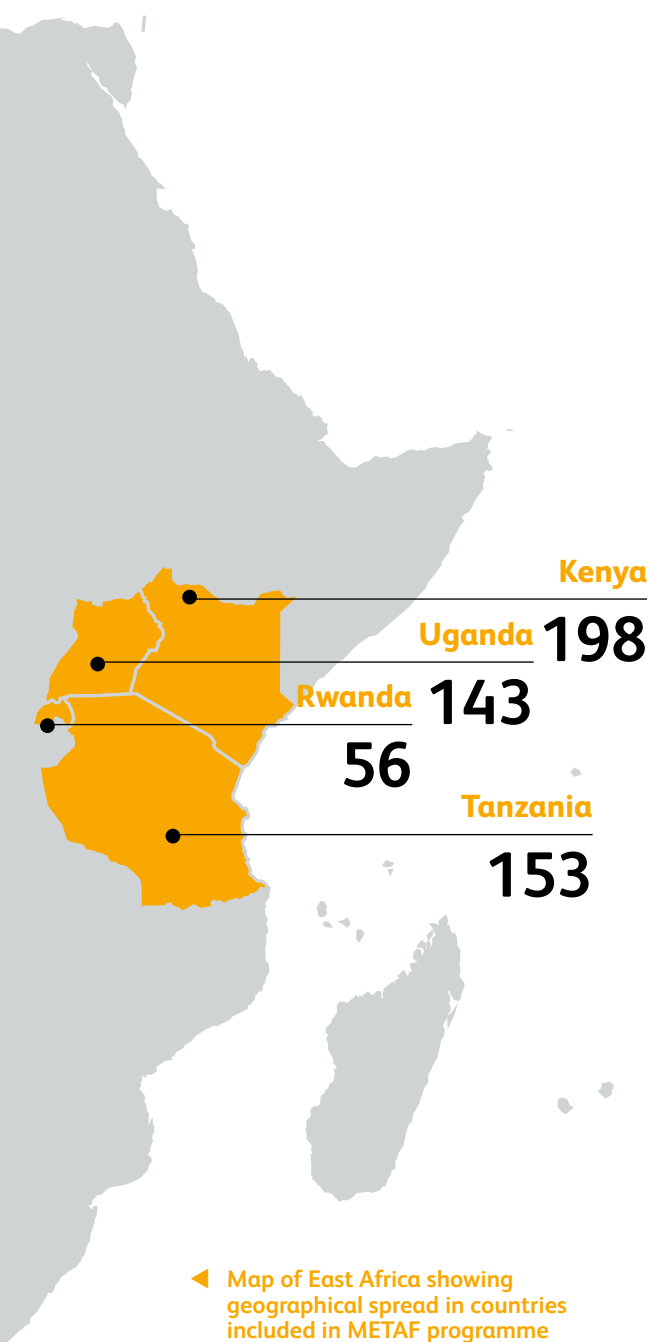 Kenya
198
Uganda
143
Rwanda
56
Tanzania
153
Map of East Africa showing
geographical spread in countries
included in METAF programme